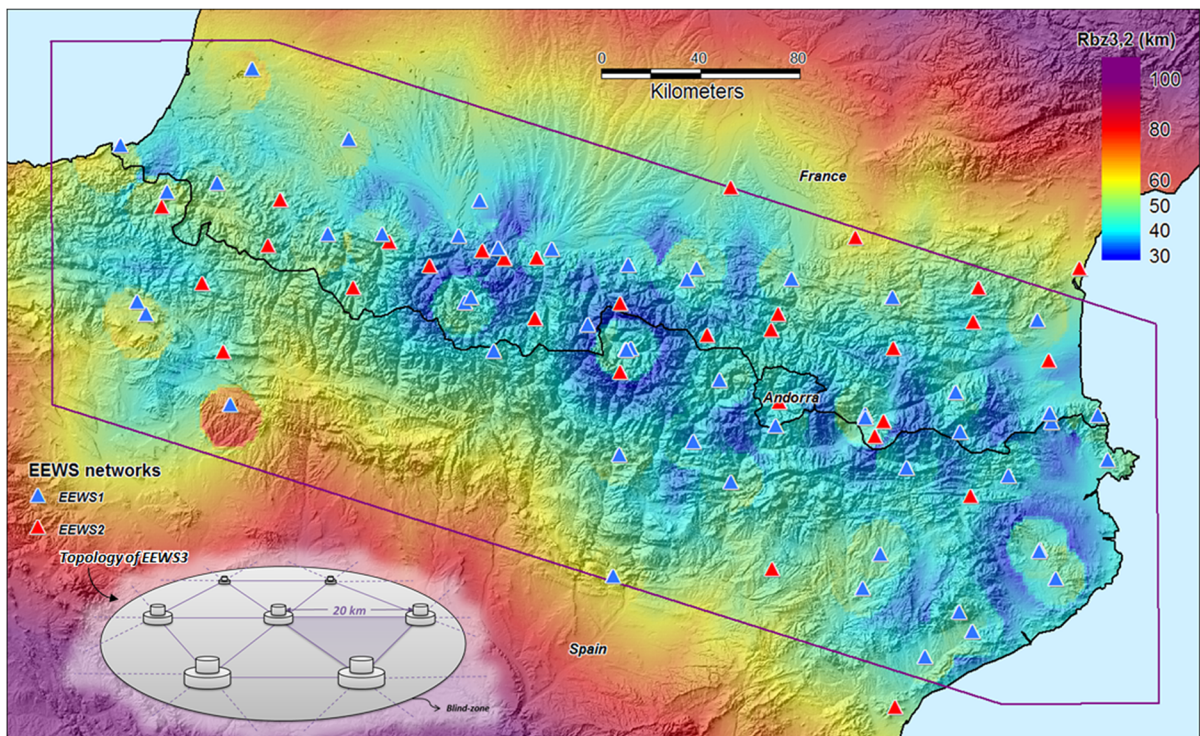 Rbz3,2 (km)
0 40 80
Kilometers
100
80
60
50
40
30
France
Andorra
EEWS networks
EEWS1
EEWS2
Topology of EEWS3
20 km
Spain
Blind-zone